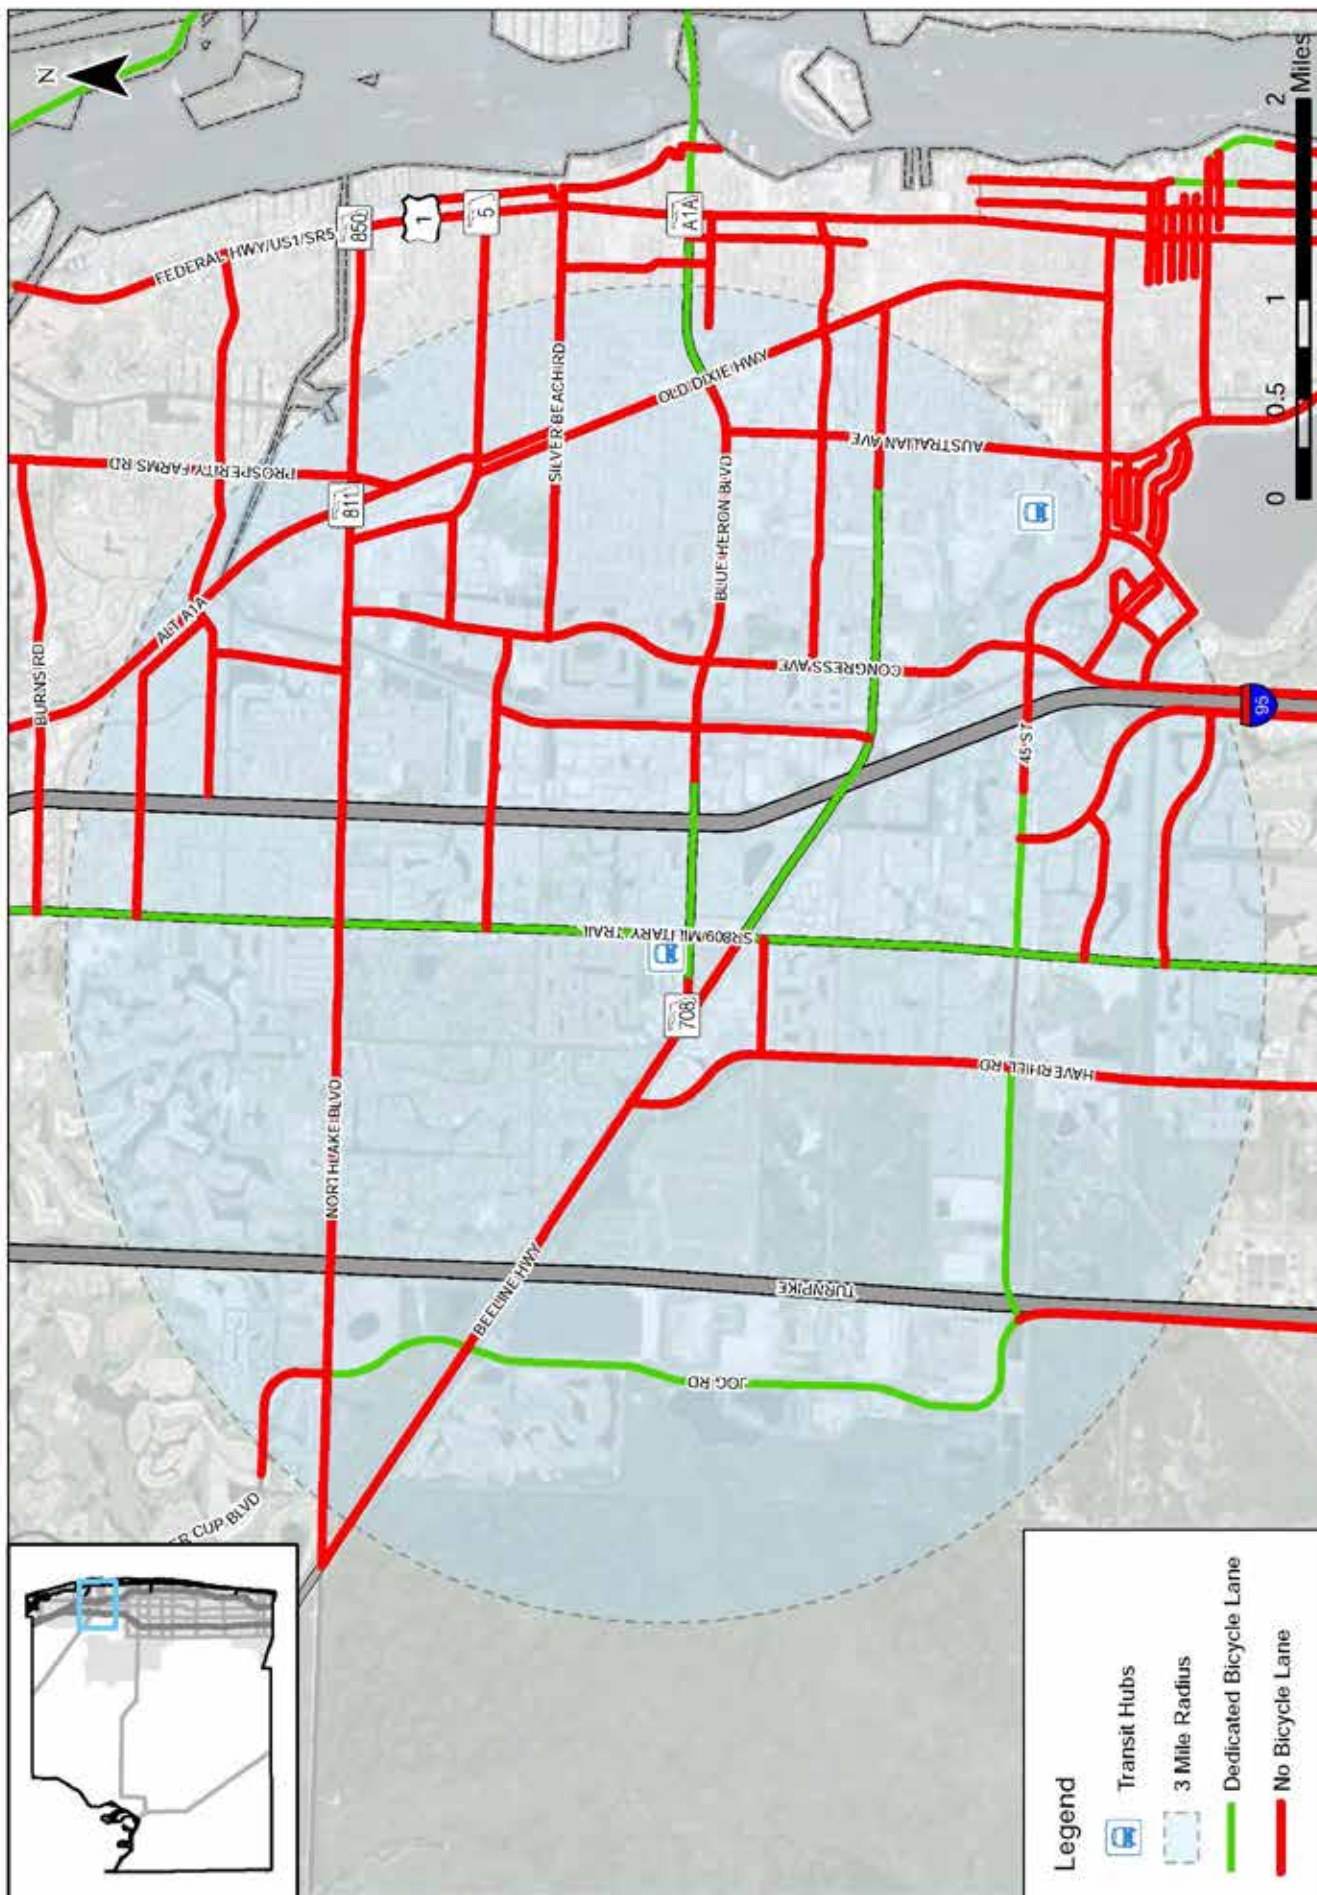 N
FEDERAL HWY/US1/SR5
850
1
5
A1A
PROSPERITY FARMS RD
811
ALT A1A
BURNS RD
SILVER BEACH RD
OLD DIXIE HWY
BLUE HERON BLVD
AUSTRALIAN AVE
CONGRESS AVE
45 ST
95
SR809/MILITARY TRAIL
708
HAVERHILL RD
NORTHLAKE BLVD
BEELINE HWY
TURNPIKE
JOG RD
ER CUP BLVD
0 0.5 1 2
Miles
Legend
Transit Hubs
3 Mile Radius
Dedicated Bicycle Lane
No Bicycle Lane